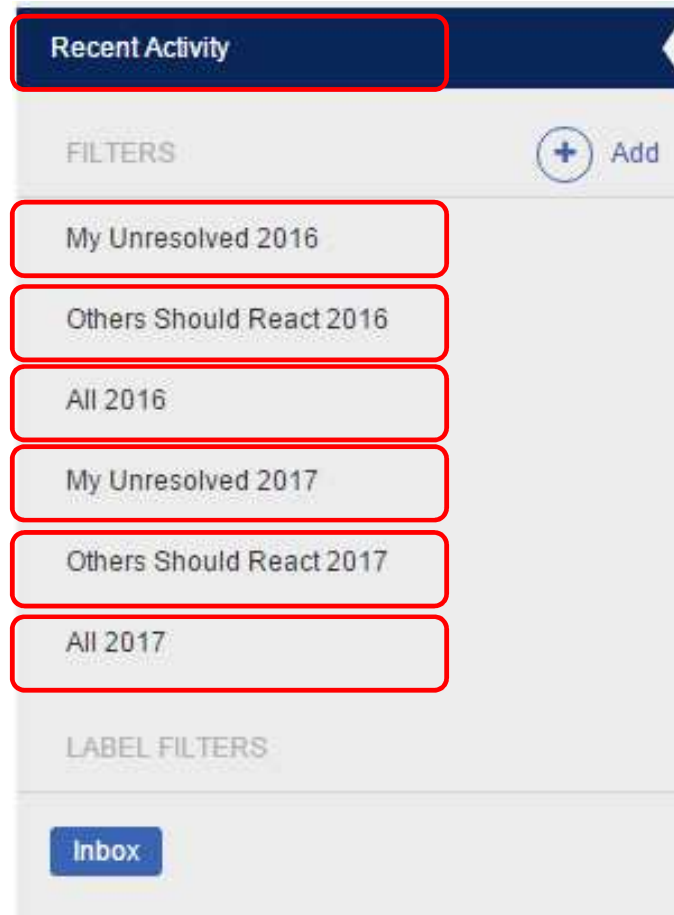 Recent Activity
FILTERS + Add
My Unresolved 2016
Others Should React 2016
All 2016
My Unresolved 2017
Others Should React 2017
All 2017
LABEL FILTERS
Inbox